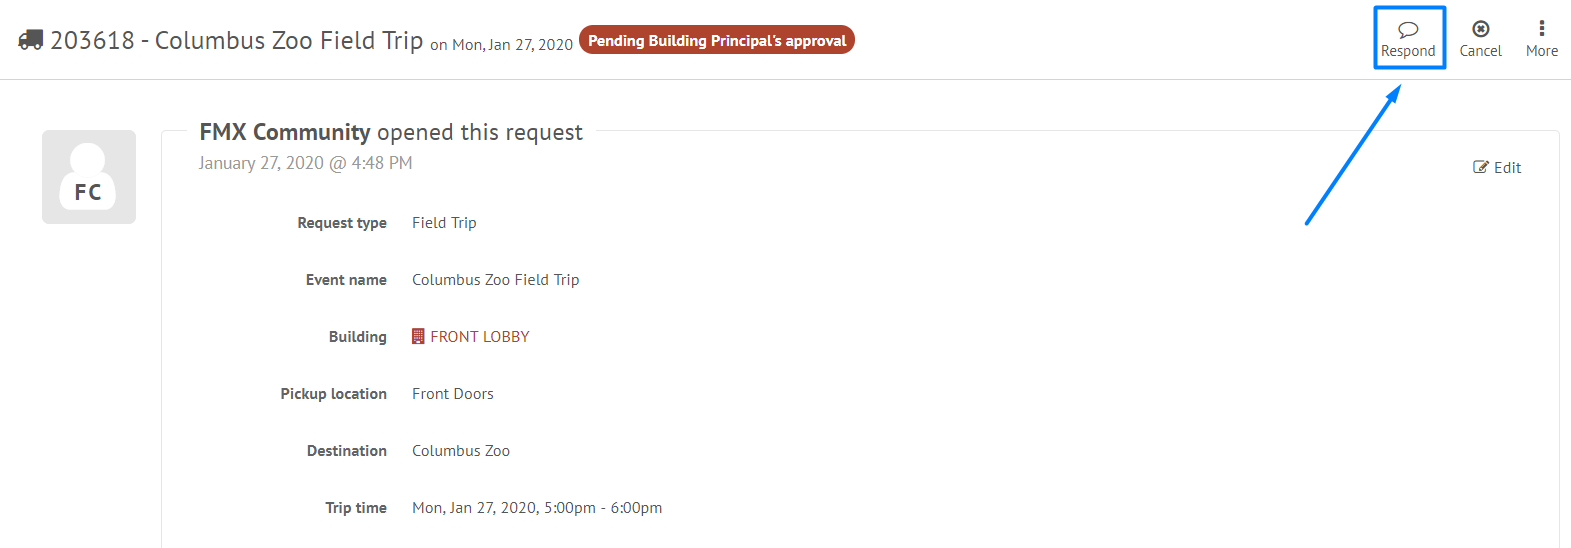 203618 - Columbus Zoo Field Trip on Mon, Jan 27, 2020 Pending Building Principal's approval
Respond Cancel More
FMX Community opened this request
January 27, 2020 @ 4:48 PM
Edit
FC
Request type Field Trip
Event name Columbus Zoo Field Trip
Building FRONT LOBBY
Pickup location Front Doors
Destination Columbus Zoo
Trip time Mon, Jan 27, 2020, 5:00pm - 6:00pm